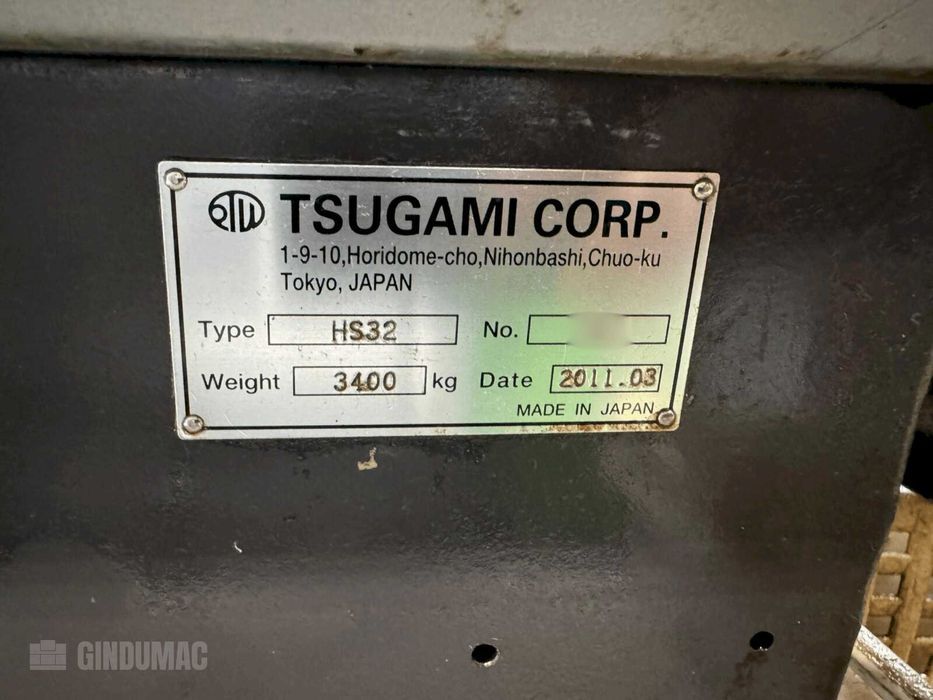 TSUGAMI CORP.
1-9-10,Horidome-cho,Nihonbashi,Chuo-ku
Tokyo, JAPAN
Type HS32 No.
Weight 3400 kg Date 2011.03
MADE IN JAPAN
GINDUMAC